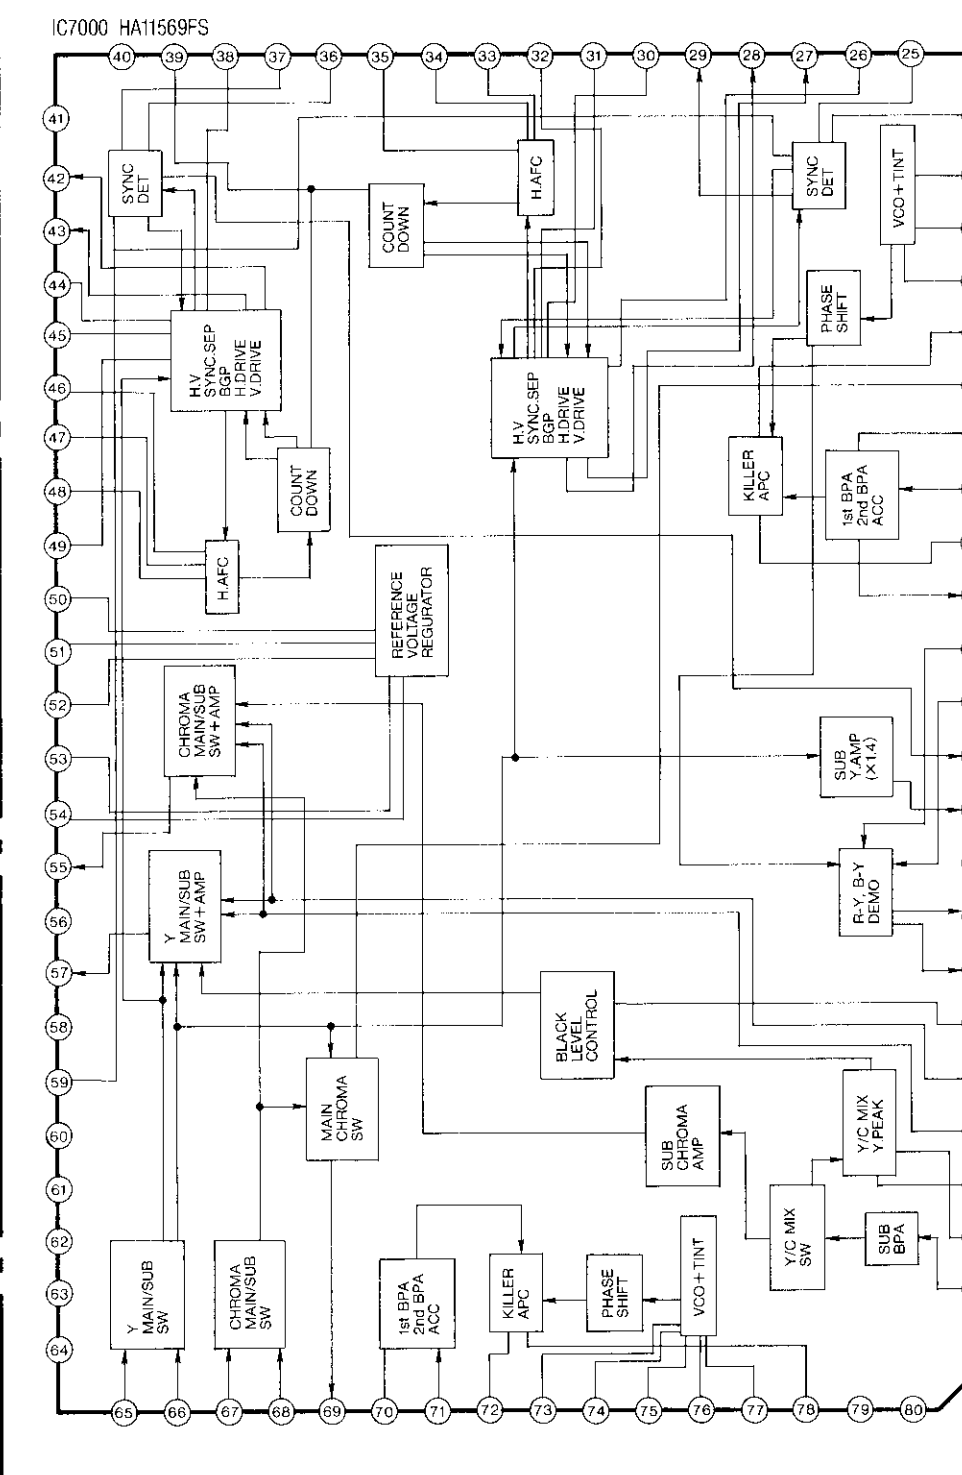 IC7000 HA11569FS
40 39 38 37 36 35 34 33 32 31 30 29 28 27 26 25
41
42
43
44
45
46
47
48
49
50
51
52
53
54
55
56
57
58
59
60
61
62
63
64
SYNC
DET
H.AFC
COUNT
DOWN
SYNC
DET
VCO+TINT
PHASE
SHIFT
H.V
SYNC.SEP
BGP
H.DRIVE
V.DRIVE
H.V
SYNC.SEP
BGP
H.DRIVE
V.DRIVE
KILLER
APC
1st BPA
2nd BPA
ACC
COUNT
DOWN
H.AFC
REFERENCE
VOLTAGE
REGURATOR
CHROMA
MAIN/SUB
SW+AMP
SUB
Y.AMP
(×1.4)
Y
MAIN/SUB
SW+AMP
R-Y, B-Y
DEMO
BLACK
LEVEL
CONTROL
MAIN
CHROMA
SW
SUB
CHROMA
AMP
Y/C MIX
Y.PEAK
Y/C MIX
SW
SUB
BPA
Y
MAIN/SUB
SW
CHROMA
MAIN/SUB
SW
1st BPA
2nd BPA
ACC
KILLER
APC
PHASE
SHIFT
VCO+TINT
65 66 67 68 69 70 71 72 73 74 75 76 77 78 79 80